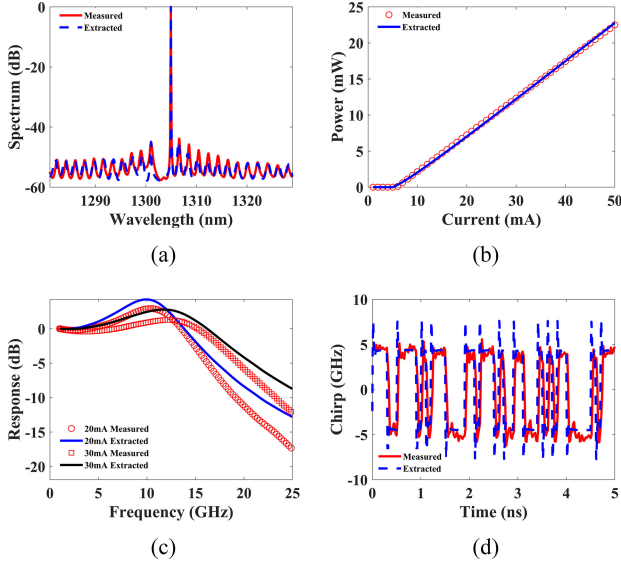 0
-20
-40
-60
Spectrum (dB)
Measured
Extracted
1290
1300
1310
1320
Wavelength (nm)
(a)
25
20
15
10
5
0
Power (mW)
Measured
Extracted
0
10
20
30
40
50
Current (mA)
(b)
0
-5
-10
-15
-20
Response (dB)
20mA Measured
20mA Extracted
30mA Measured
30mA Extracted
0
5
10
15
20
25
Frequency (GHz)
(c)
10
5
0
-5
-10
Chirp (GHz)
Measured
Extracted
0
1
2
3
4
5
Time (ns)
(d)